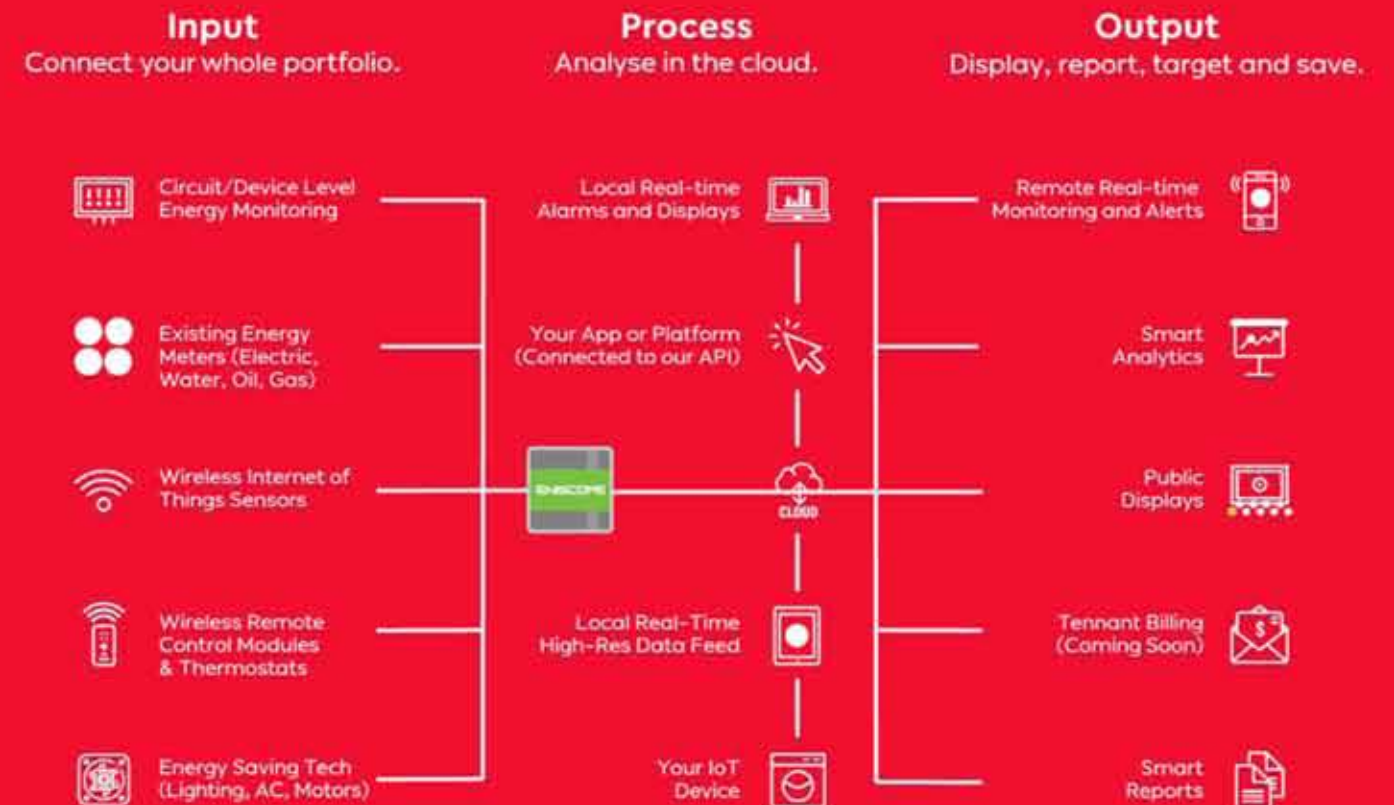 Input
Connect your whole portfolio.
Circuit/Device Level
Energy Monitoring
Existing Energy
Meters (Electric,
Water, Oil, Gas)
Wireless Internet of
Things Sensors
Wireless Remote
Control Modules
& Thermostats
Energy Saving Tech
(Lighting, AC, Motors)
ENISCOPE
Process
Analyse in the cloud.
Local Real-time
Alarms and Displays
Your App or Platform
(Connected to our API)
CLOUD
Local Real-Time
High-Res Data Feed
Your IoT
Device
Output
Display, report, target and save.
Remote Real-time
Monitoring and Alerts
Smart
Analytics
Public
Displays
Tennant Billing
(Coming Soon)
$
Smart
Reports